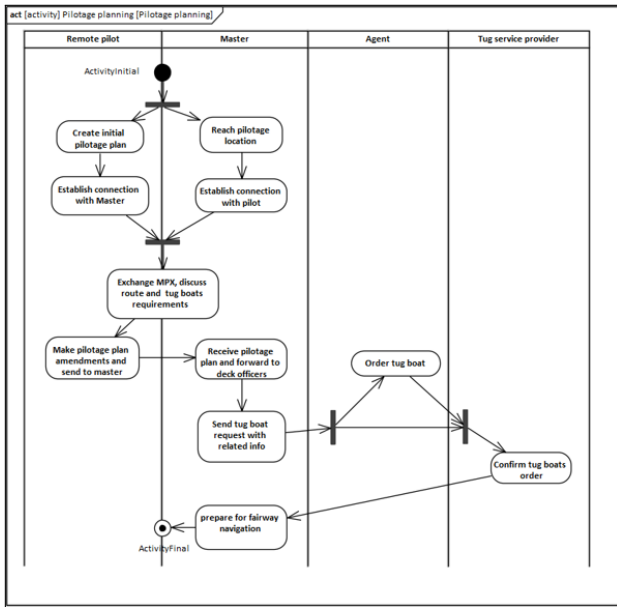 act [activity] Pilotage planning [Pilotage planning]
Remote pilot
Master
Agent
Tug service provider
ActivityInitial
Create initial
pilotage plan
Reach pilotage
location
Establish connection
with Master
Establish connection
with pilot
Exchange MPX, discuss
route and tug boats
requirements
Make pilotage plan
amendments and
send to master
Receive pilotage
plan and forward to
deck officers
Order tug boat
Send tug boat
request with
related info
Confirm tug boats
order
prepare for fairway
navigation
ActivityFinal